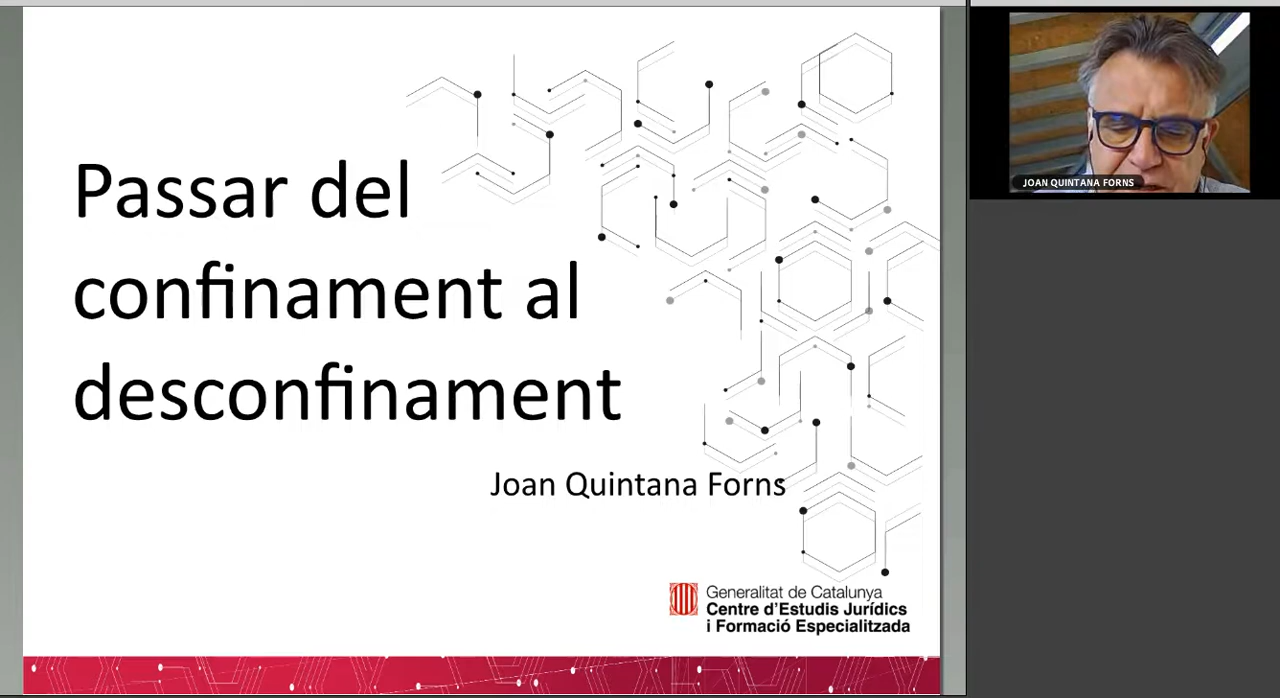 Passar del
confinament al
desconfinament
Joan Quintana Forns
Generalitat de Catalunya
Centre d'Estudis Jurídics
i Formació Especialitzada
JOAN QUINTANA FORNS